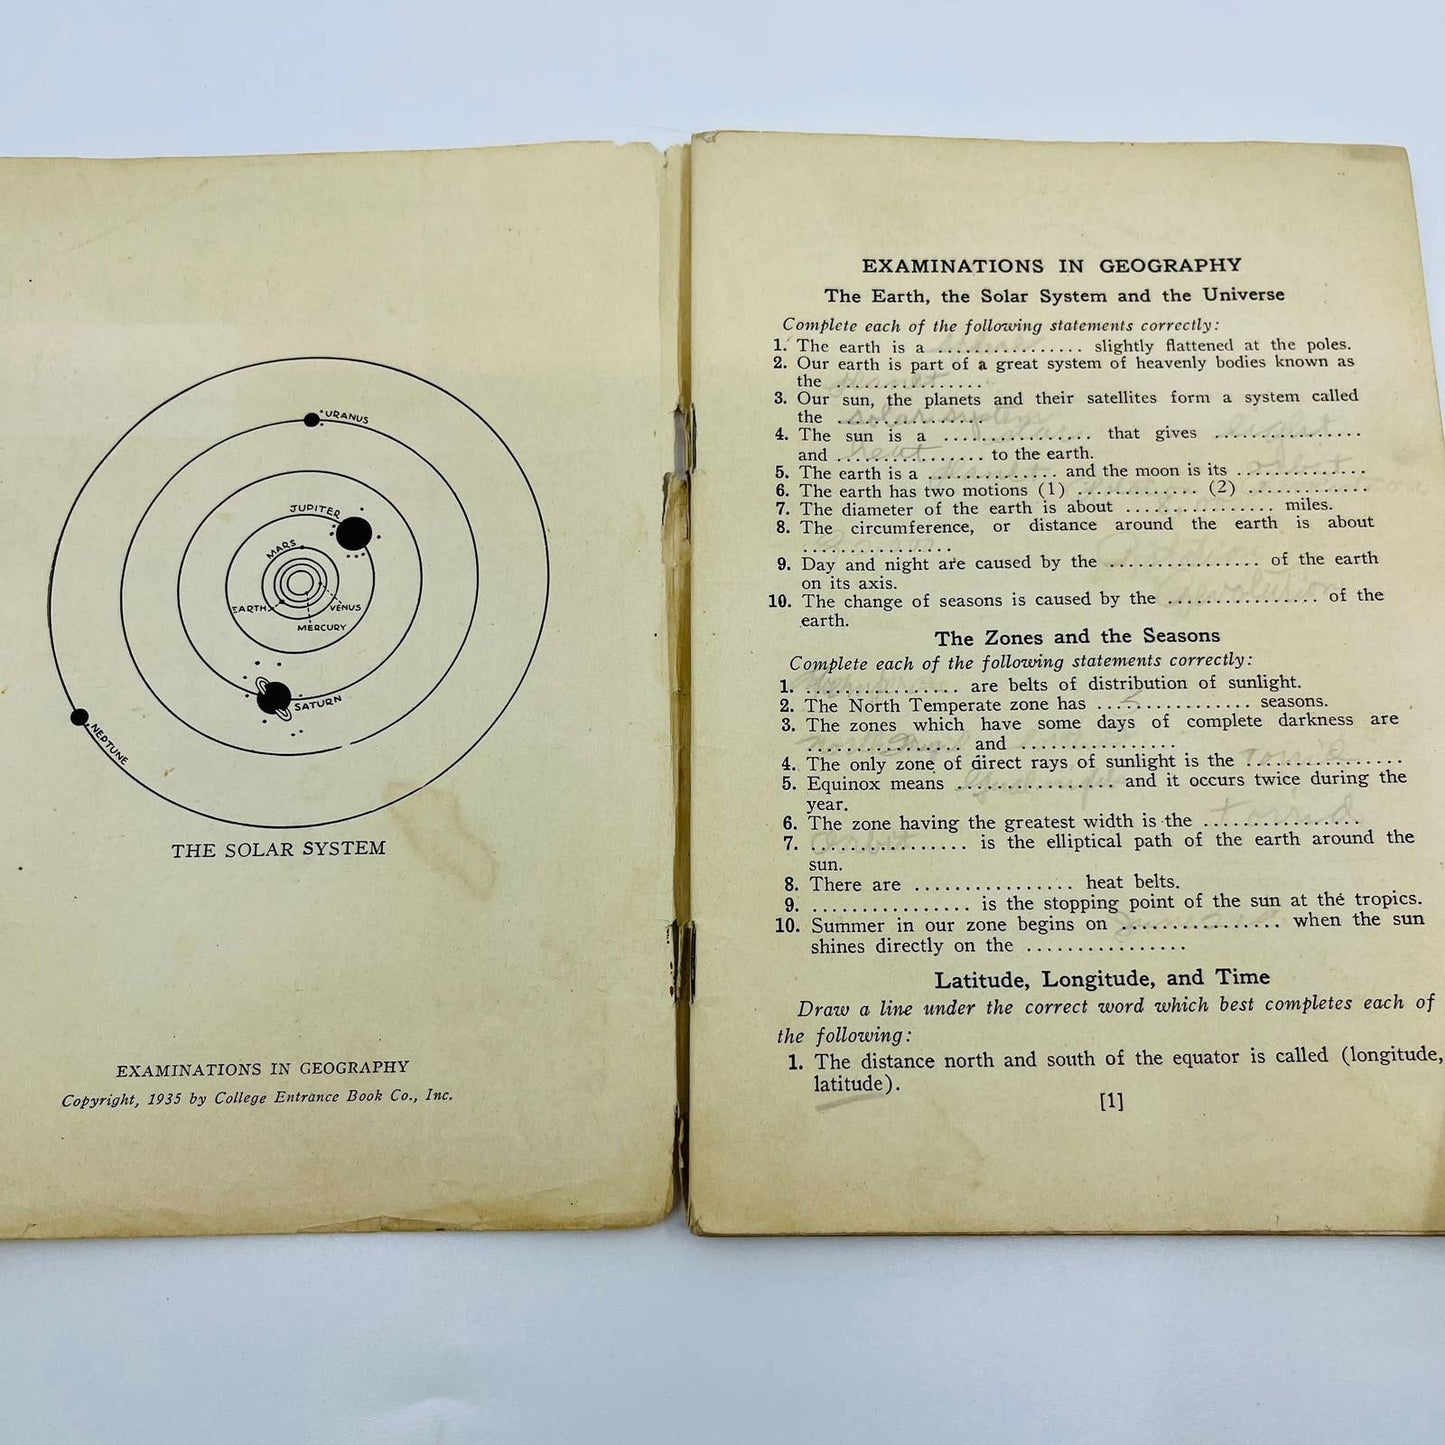 URANUS
JUPITER
MARS
EARTH
VENUS
MERCURY
SATURN
NEPTUNE
THE SOLAR SYSTEM
EXAMINATIONS IN GEOGRAPHY
Copyright, 1935 by College Entrance Book Co., Inc.
EXAMINATIONS IN GEOGRAPHY
The Earth, the Solar System and the Universe
Complete each of the following statements correctly:
1. The earth is a ................ slightly flattened at the poles.
2. Our earth is part of a great system of heavenly bodies known as
the ................
3. Our sun, the planets and their satellites form a system called
the solar system
4. The sun is a ................ that gives light
and heat to the earth.
5. The earth is a planet and the moon is its ..............
6. The earth has two motions (1) ............. (2) .............
7. The diameter of the earth is about ................ miles.
8. The circumference, or distance around the earth is about
................
9. Day and night are caused by the ................ of the earth
on its axis.
10. The change of seasons is caused by the revolution of the
earth.
The Zones and the Seasons
Complete each of the following statements correctly:
1. ................ are belts of distribution of sunlight.
2. The North Temperate zone has ................ seasons.
3. The zones which have some days of complete darkness are
................ and ................
4. The only zone of direct rays of sunlight is the ................
5. Equinox means ................ and it occurs twice during the
year.
6. The zone having the greatest width is the ................
7. orbit is the elliptical path of the earth around the
sun.
8. There are ................ heat belts.
9. ................ is the stopping point of the sun at the tropics.
10. Summer in our zone begins on ................ when the sun
shines directly on the ................
Latitude, Longitude, and Time
Draw a line under the correct word which best completes each of
the following:
1. The distance north and south of the equator is called (longitude,
latitude).
[1]